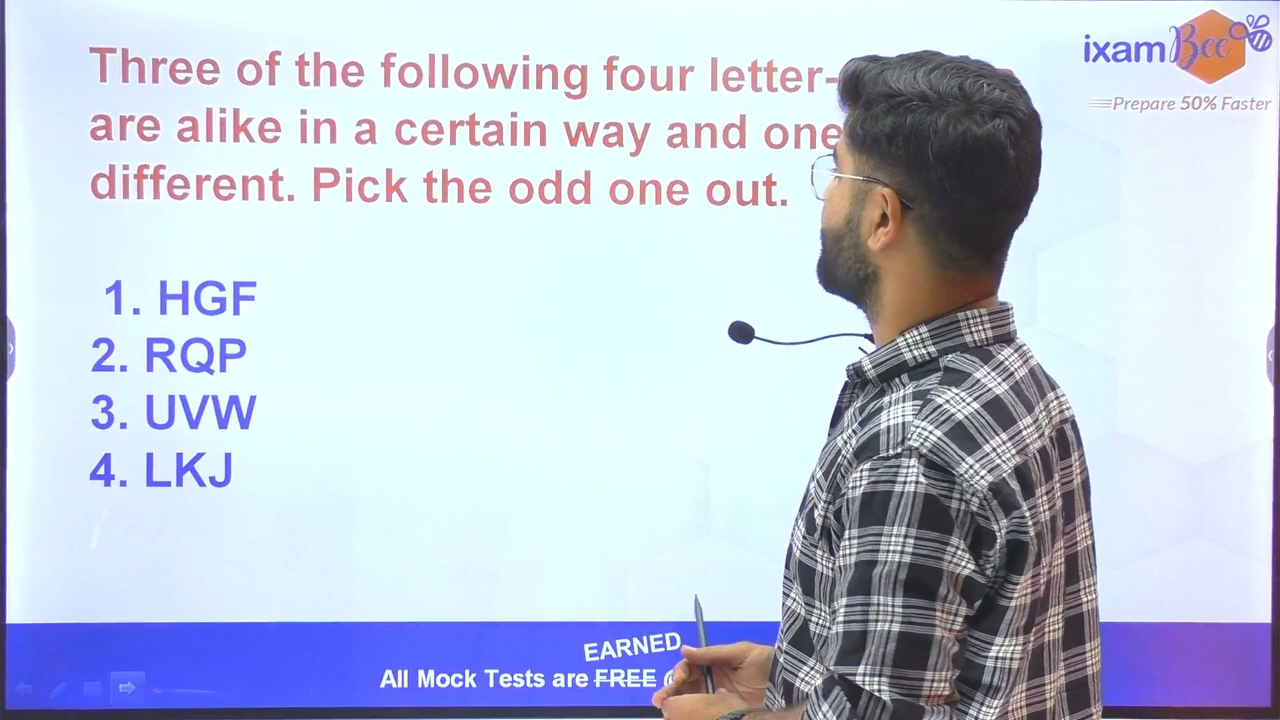 Three of the following four letter-
are alike in a certain way and one
different. Pick the odd one out.
1. HGF
2. RQP
3. UVW
4. LKJ
ixamBee
Prepare 50% Faster
EARNED
All Mock Tests are FREE @